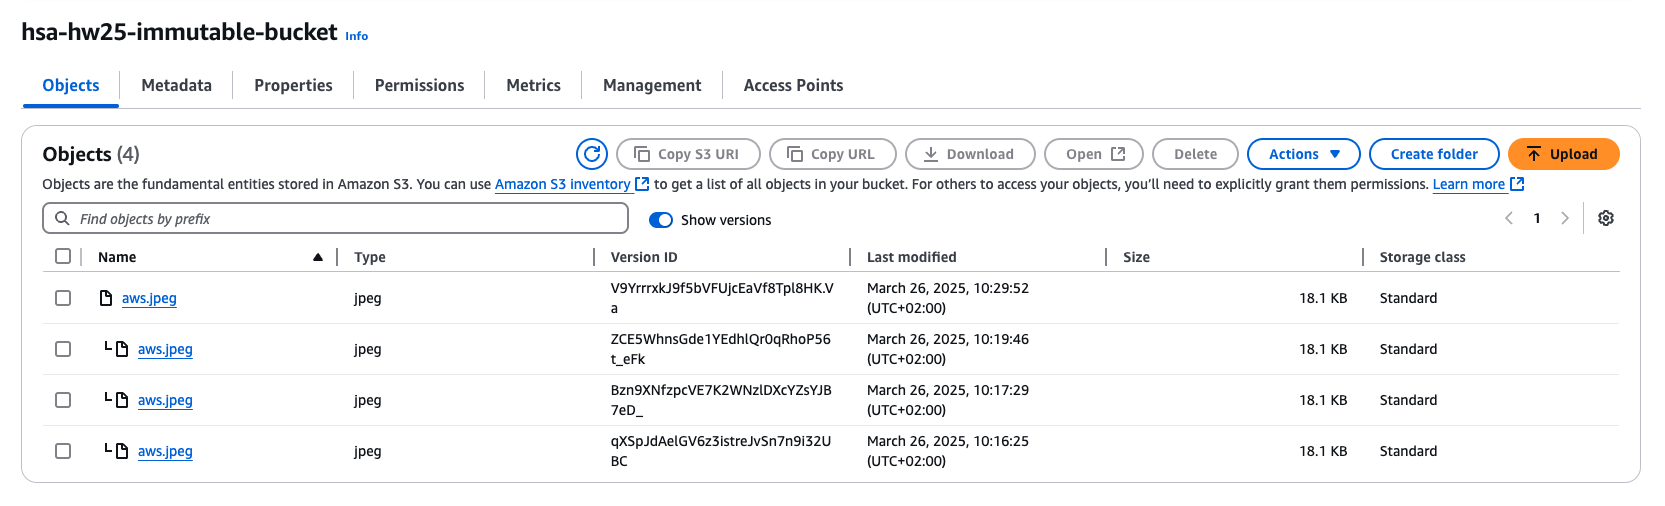 hsa-hw25-immutable-bucket Info
Objects Metadata Properties Permissions Metrics Management Access Points
Objects (4) Copy S3 URI Copy URL Download Open Delete Actions Create folder Upload
Objects are the fundamental entities stored in Amazon S3. You can use Amazon S3 inventory to get a list of all objects in your bucket. For others to access your objects, you’ll need to explicitly grant them permissions. Learn more
Find objects by prefix Show versions 1
Name Type Version ID Last modified Size Storage class
aws.jpeg jpeg V9YrrrxkJ9f5bVFUjcEaVf8Tpl8HK.V March 26, 2025, 10:29:52 18.1 KB Standard
a (UTC+02:00)
aws.jpeg jpeg ZCE5WhnsGde1YEdhlQr0qRhoP56 March 26, 2025, 10:19:46 18.1 KB Standard
t_eFk (UTC+02:00)
aws.jpeg jpeg Bzn9XNfzpcVE7K2WNzlDXcYZsYJB March 26, 2025, 10:17:29 18.1 KB Standard
7eD_ (UTC+02:00)
aws.jpeg jpeg qXSpJdAelGV6z3istreJvSn7n9i32U March 26, 2025, 10:16:25 18.1 KB Standard
BC (UTC+02:00)